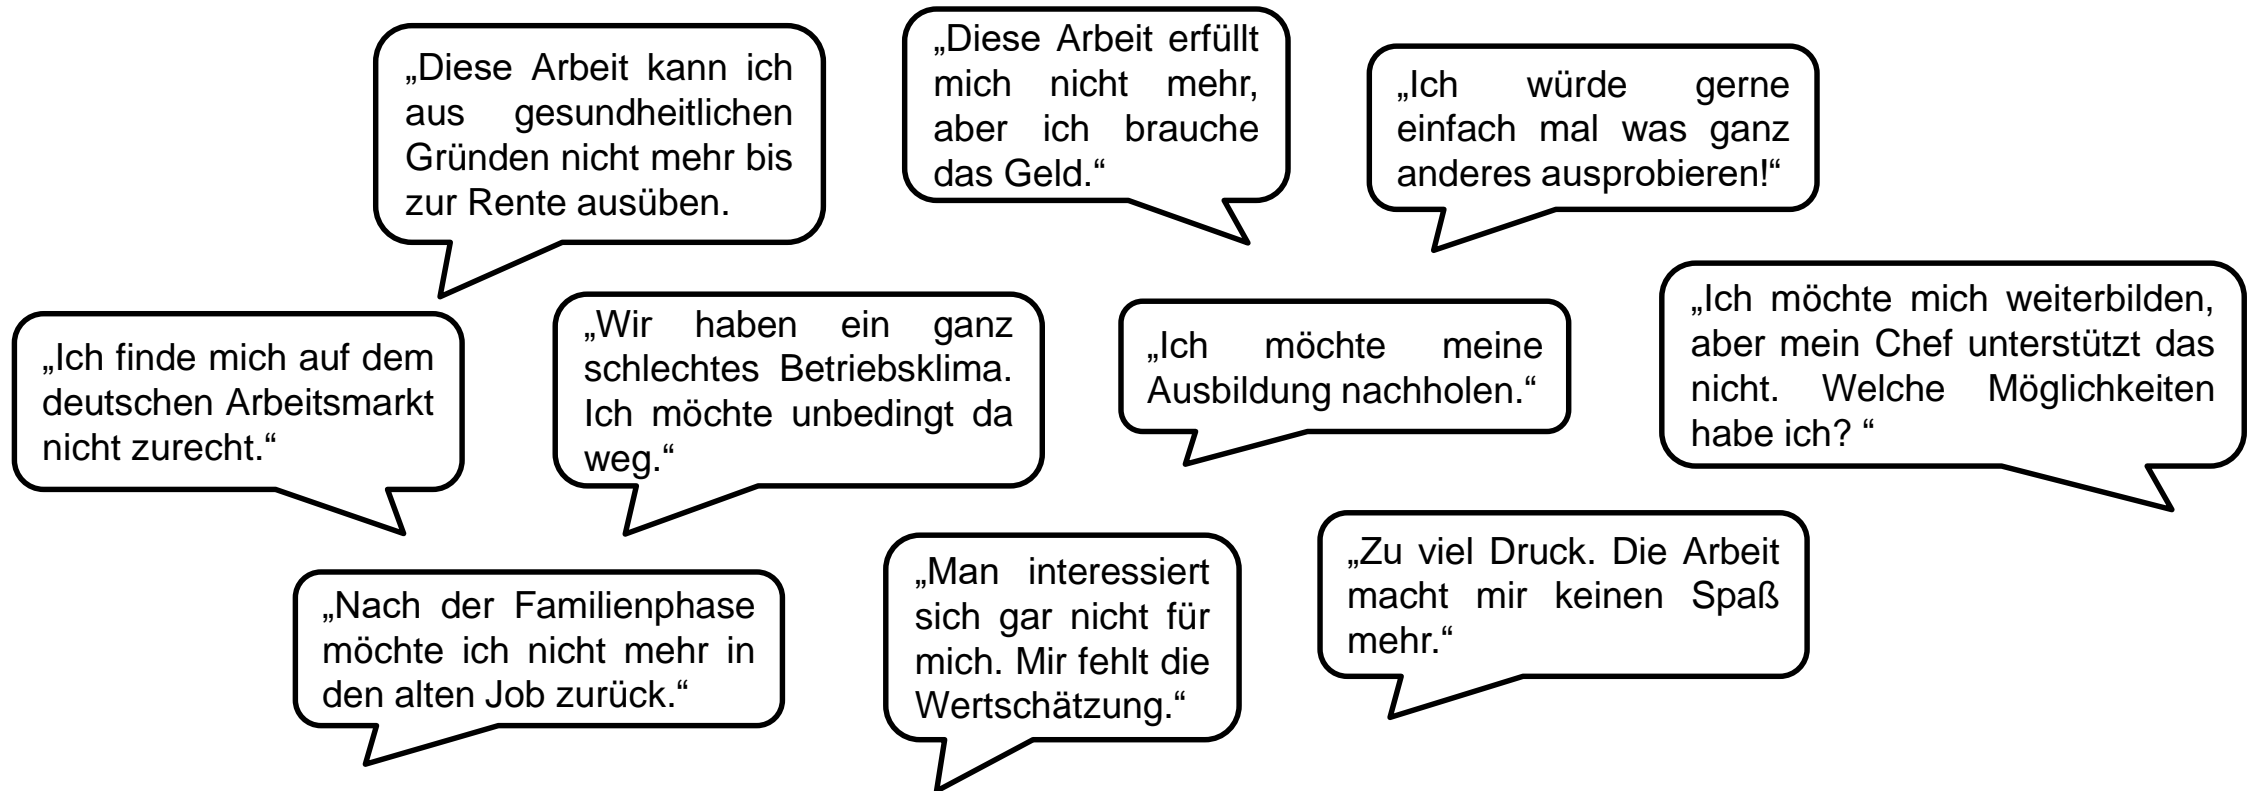 „Diese Arbeit kann ich
aus gesundheitlichen
Gründen nicht mehr bis
zur Rente ausüben.
„Diese Arbeit erfüllt
mich nicht mehr,
aber ich brauche
das Geld.“
„Ich würde gerne
einfach mal was ganz
anderes ausprobieren!“
„Ich finde mich auf dem
deutschen Arbeitsmarkt
nicht zurecht.“
„Wir haben ein ganz
schlechtes Betriebsklima.
Ich möchte unbedingt da
weg.“
„Ich möchte meine
Ausbildung nachholen.“
„Ich möchte mich weiterbilden,
aber mein Chef unterstützt das
nicht. Welche Möglichkeiten
habe ich? “
„Nach der Familienphase
möchte ich nicht mehr in
den alten Job zurück.“
„Man interessiert
sich gar nicht für
mich. Mir fehlt die
Wertschätzung.“
„Zu viel Druck. Die Arbeit
macht mir keinen Spaß
mehr.“